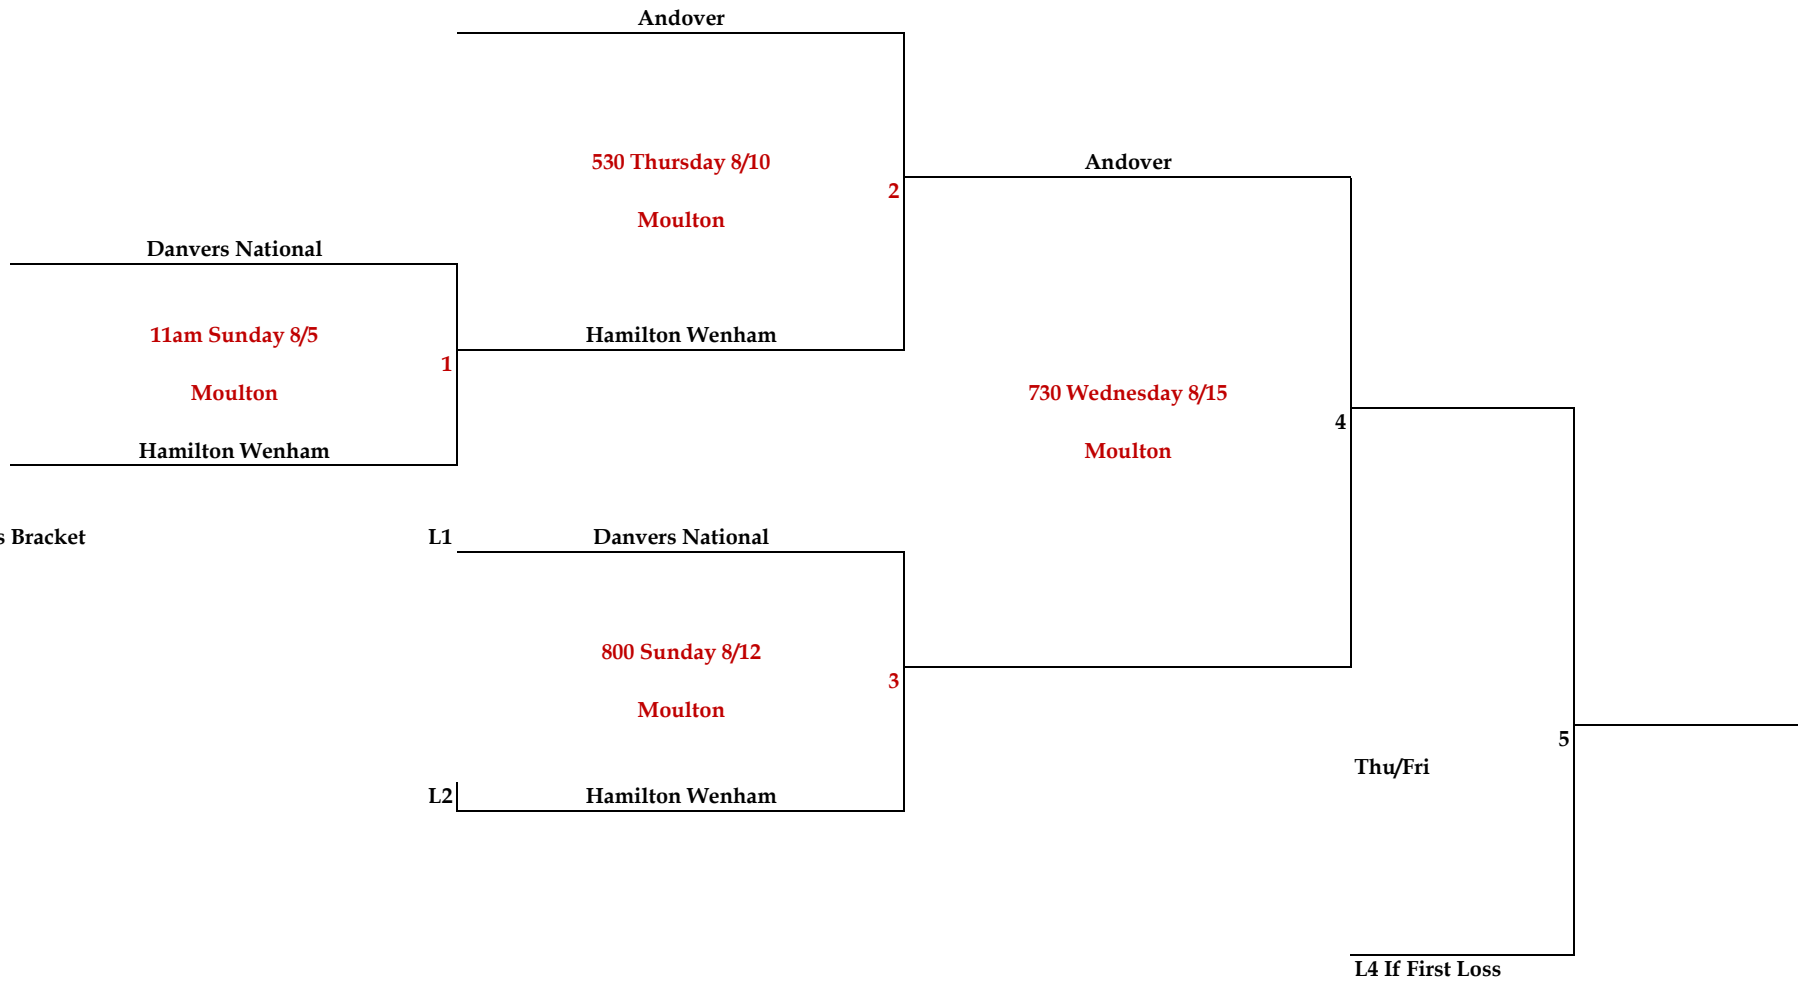 Andover
530 Thursday 8/10
Andover
2
Moulton
Danvers National
11am Sunday 8/5
Hamilton Wenham
1
Moulton
730 Wednesday 8/15
4
Hamilton Wenham
Moulton
s Bracket
L1
Danvers National
800 Sunday 8/12
3
Moulton
5
Thu/Fri
L2
Hamilton Wenham
L4 If First Loss